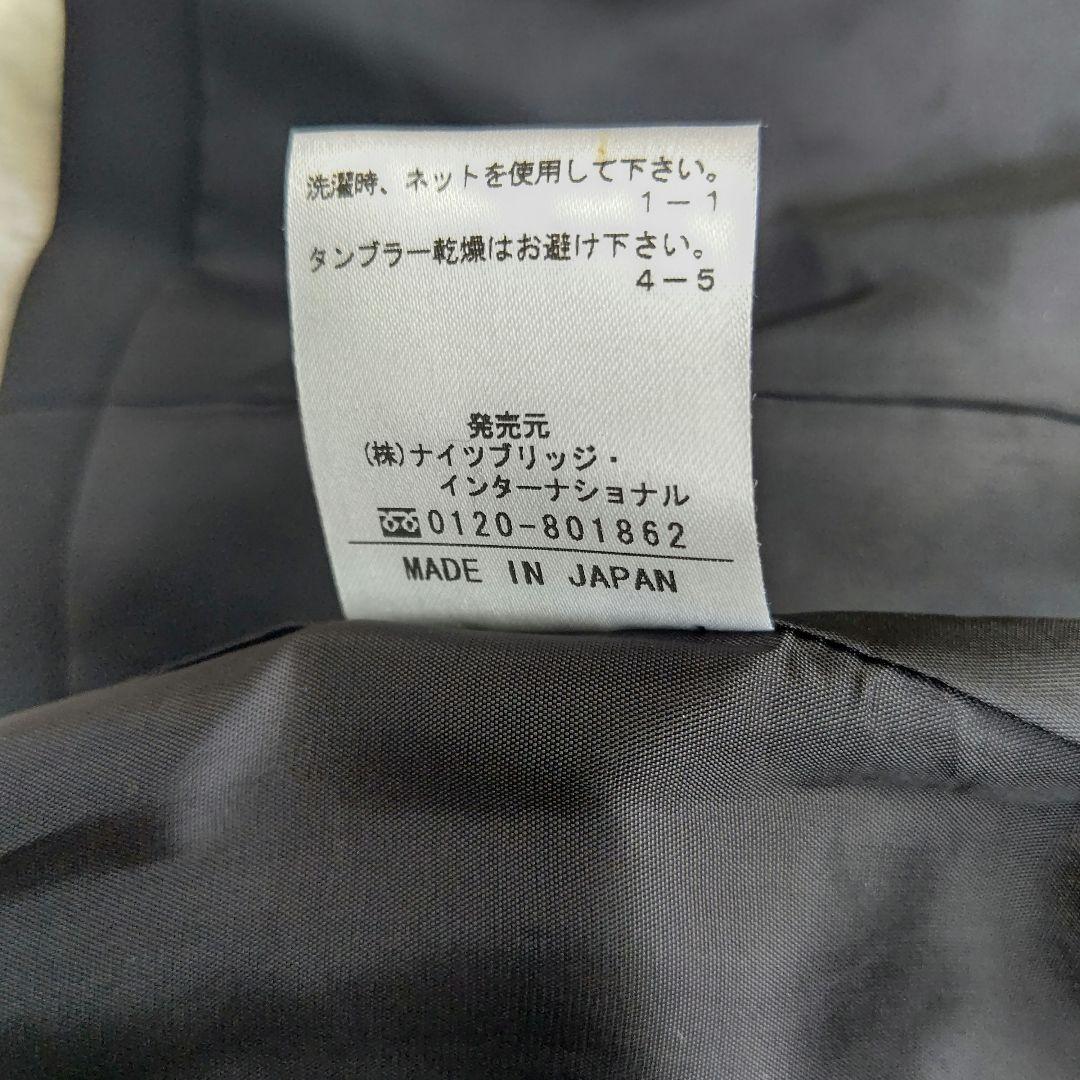 洗濯時、ネットを使用して下さい。
1－1
タンブラー乾燥はお避け下さい。
4－5
発売元
(株)ナイツブリッジ・
インターナショナル
0120-801862
MADE IN JAPAN